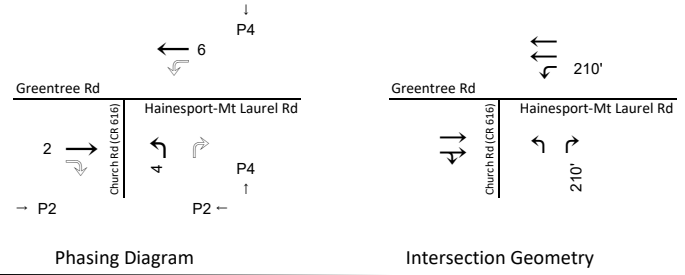 P4
6
Greentree Rd
Church Rd (CR 616)
Hainesport-Mt Laurel Rd
2
4
P4
P2
P2
Phasing Diagram
210'
Greentree Rd
Church Rd (CR 616)
Hainesport-Mt Laurel Rd
210'
Intersection Geometry